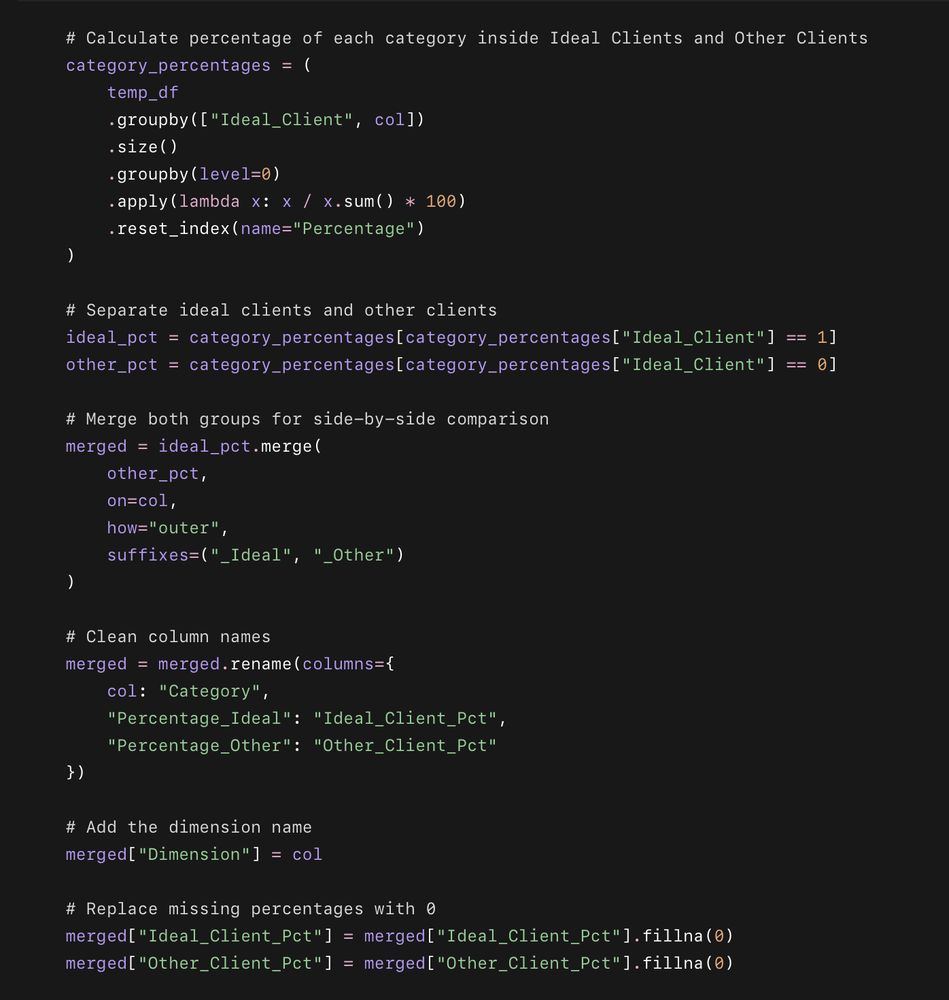 # Calculate percentage of each category inside Ideal Clients and Other Clients
category_percentages = (
    temp_df
    .groupby(["Ideal_Client", col])
    .size()
    .groupby(level=0)
    .apply(lambda x: x / x.sum() * 100)
    .reset_index(name="Percentage")
)

# Separate ideal clients and other clients
ideal_pct = category_percentages[category_percentages["Ideal_Client"] == 1]
other_pct = category_percentages[category_percentages["Ideal_Client"] == 0]

# Merge both groups for side-by-side comparison
merged = ideal_pct.merge(
    other_pct,
    on=col,
    how="outer",
    suffixes=("_Ideal", "_Other")
)

# Clean column names
merged = merged.rename(columns={
    col: "Category",
    "Percentage_Ideal": "Ideal_Client_Pct",
    "Percentage_Other": "Other_Client_Pct"
})

# Add the dimension name
merged["Dimension"] = col

# Replace missing percentages with 0
merged["Ideal_Client_Pct"] = merged["Ideal_Client_Pct"].fillna(0)
merged["Other_Client_Pct"] = merged["Other_Client_Pct"].fillna(0)